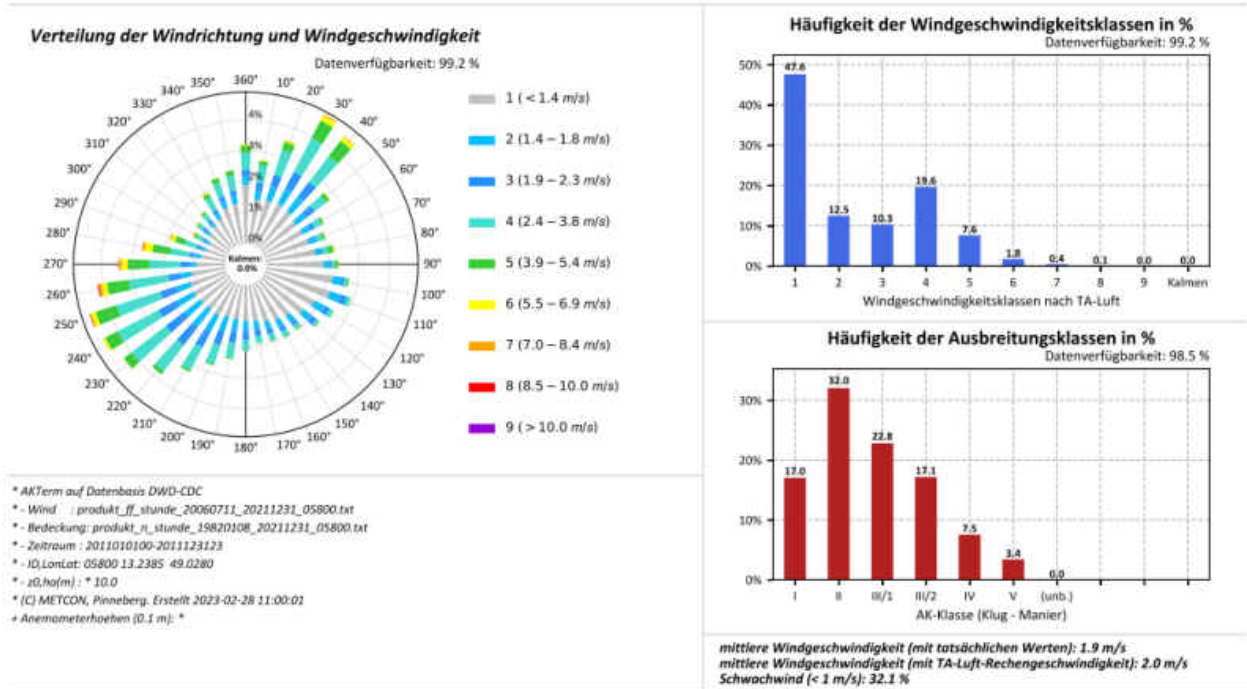 Verteilung der Windrichtung und Windgeschwindigkeit
Datenverfügbarkeit: 99.2 %
360°
10°
20°
30°
40°
50°
60°
70°
80°
90°
100°
110°
120°
130°
140°
150°
160°
170°
180°
190°
200°
210°
220°
230°
240°
250°
260°
270°
280°
290°
300°
310°
320°
330°
340°
350°
4%
3%
2%
1%
0%
Kalmen:
0.0%
1 ( < 1.4 m/s)
2 (1.4 – 1.8 m/s)
3 (1.9 – 2.3 m/s)
4 (2.4 – 3.8 m/s)
5 (3.9 – 5.4 m/s)
6 (5.5 – 6.9 m/s)
7 (7.0 – 8.4 m/s)
8 (8.5 – 10.0 m/s)
9 ( > 10.0 m/s)
* AKTerm auf Datenbasis DWD-CDC
* - Wind : produkt_ff_stunde_20060711_20211231_05800.txt
* - Bedeckung: produkt_n_stunde_19820108_20211231_05800.txt
* - Zeitraum : 2011010100-2011123123
* - ID,LonLat: 05800 13.2385 49.0280
* - z0,ha(m) : * 10.0
* (C) METCON, Pinneberg. Erstellt 2023-02-28 11:00:01
+ Anemometerhoehen (0.1 m): *
Häufigkeit der Windgeschwindigkeitsklassen in %
Datenverfügbarkeit: 99.2 %
50%
40%
30%
20%
10%
0%
47.6
12.5
10.3
19.6
7.6
1.8
0.4
0.1
0.0
0.0
1 2 3 4 5 6 7 8 9 Kalmen
Windgeschwindigkeitsklassen nach TA-Luft
Häufigkeit der Ausbreitungsklassen in %
Datenverfügbarkeit: 98.5 %
30%
20%
10%
0%
17.0
32.0
22.8
17.1
7.5
3.4
0.0
I II III/1 III/2 IV V (unb.)
AK-Klasse (Klug - Manier)
mittlere Windgeschwindigkeit (mit tatsächlichen Werten): 1.9 m/s
mittlere Windgeschwindigkeit (mit TA-Luft-Rechengeschwindigkeit): 2.0 m/s
Schwachwind (< 1 m/s): 32.1 %